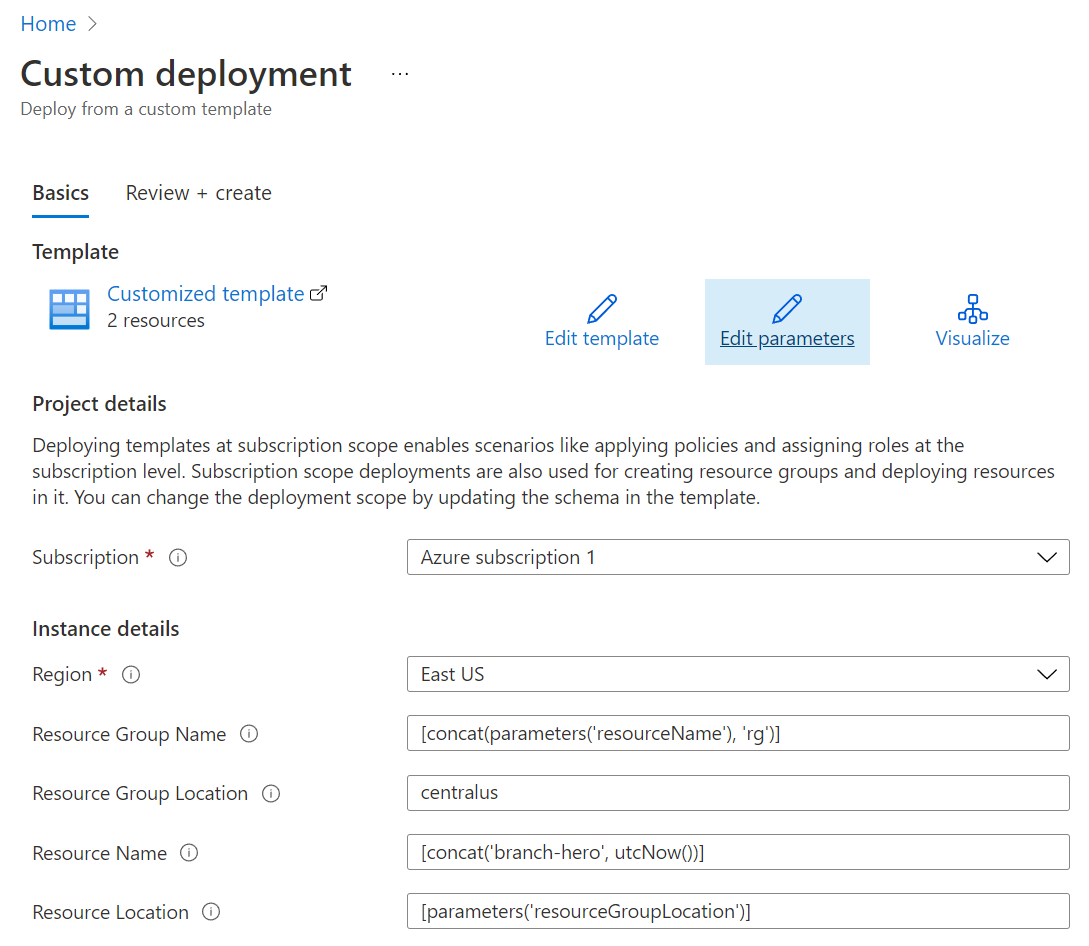 Home
Custom deployment ...
Deploy from a custom template
Basics Review + create
Template
Customized template
2 resources
Edit template Edit parameters Visualize
Project details
Deploying templates at subscription scope enables scenarios like applying policies and assigning roles at the
subscription level. Subscription scope deployments are also used for creating resource groups and deploying resources
in it. You can change the deployment scope by updating the schema in the template.
Subscription * Azure subscription 1
Instance details
Region * East US
Resource Group Name [concat(parameters('resourceName'), 'rg')]
Resource Group Location centralus
Resource Name [concat('branch-hero', utcNow())]
Resource Location [parameters('resourceGroupLocation')]